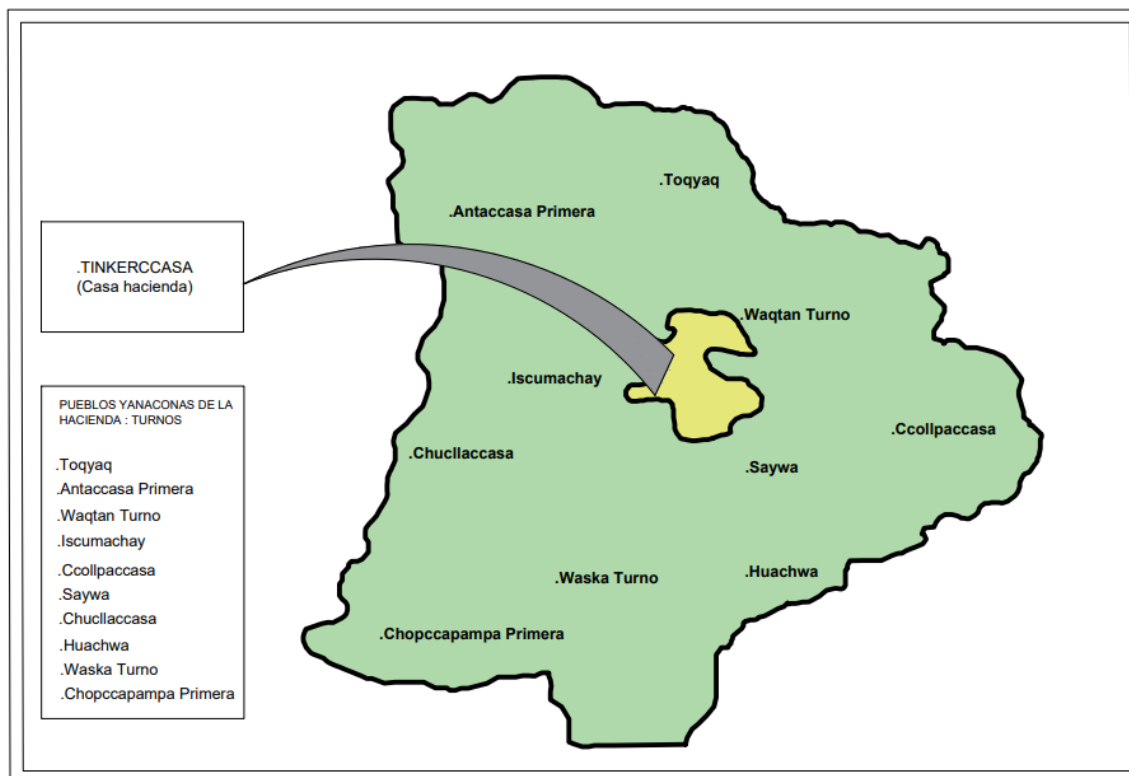 .TINKERCCASA
(Casa hacienda)
PUEBLOS YANACONAS DE LA
HACIENDA : TURNOS
.Toqyaq
.Antaccasa Primera
.Waqtan Turno
.Iscumachay
.Ccollpaccasa
.Saywa
.Chucllaccasa
.Huachwa
.Waska Turno
.Chopccapampa Primera
.Toqyaq
.Antaccasa Primera
.Waqtan Turno
.Iscumachay
.Ccollpaccasa
.Chucllaccasa
.Saywa
.Huachwa
.Waska Turno
.Chopccapampa Primera